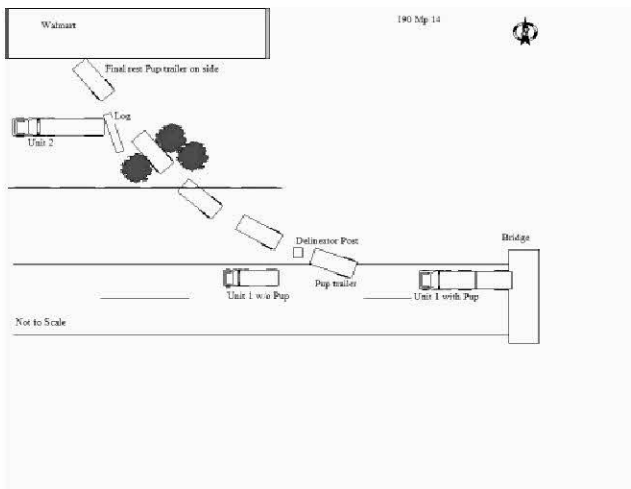 Walmart
190 Mp 14
Final rest Pup trailer on side
Log
Unit 2
Delineator Post
Bridge
Pup trailer
Unit 1 w/o Pup
Unit 1 with Pup
Not to Scale